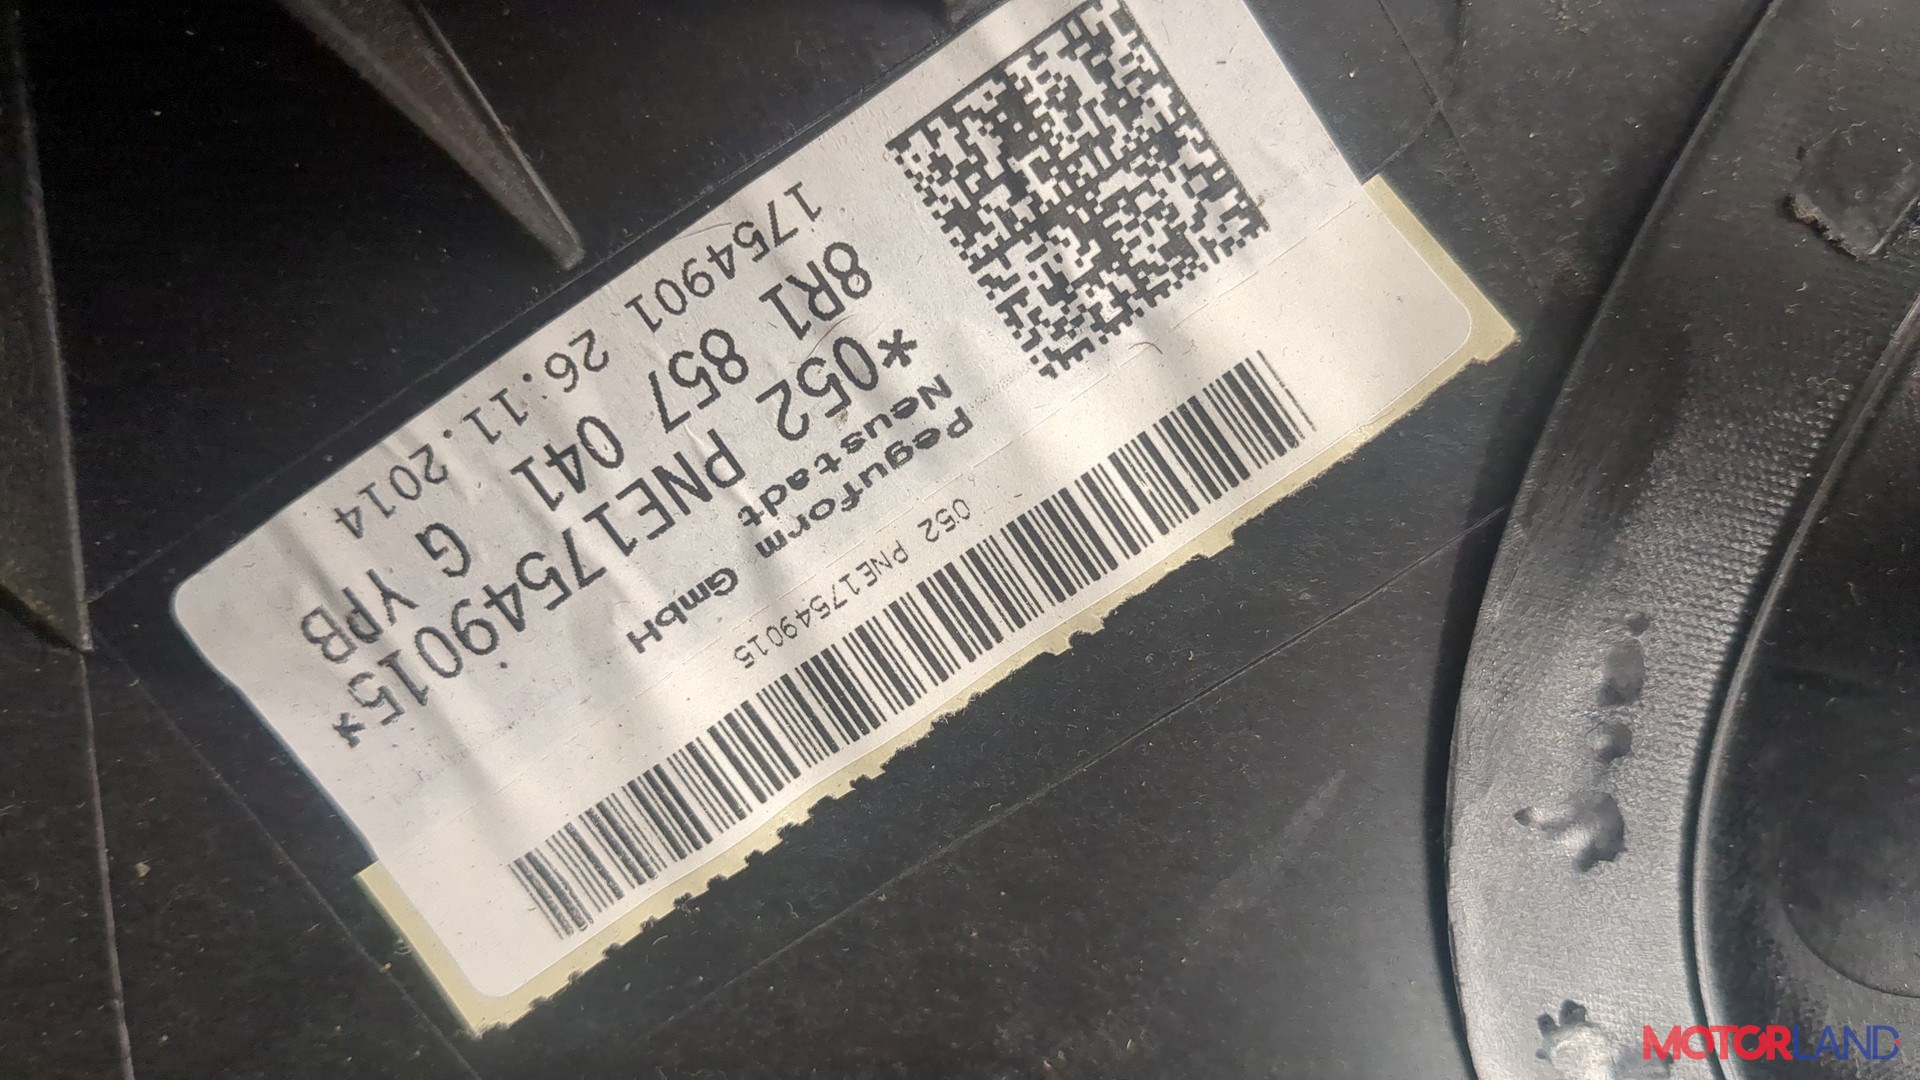 1754901 26.11.2014
8R1 857 041 G YPB
*052 PNE17549015*
Peguform GmbH
Neustadt
052 PNE17549015
MOTORLAND